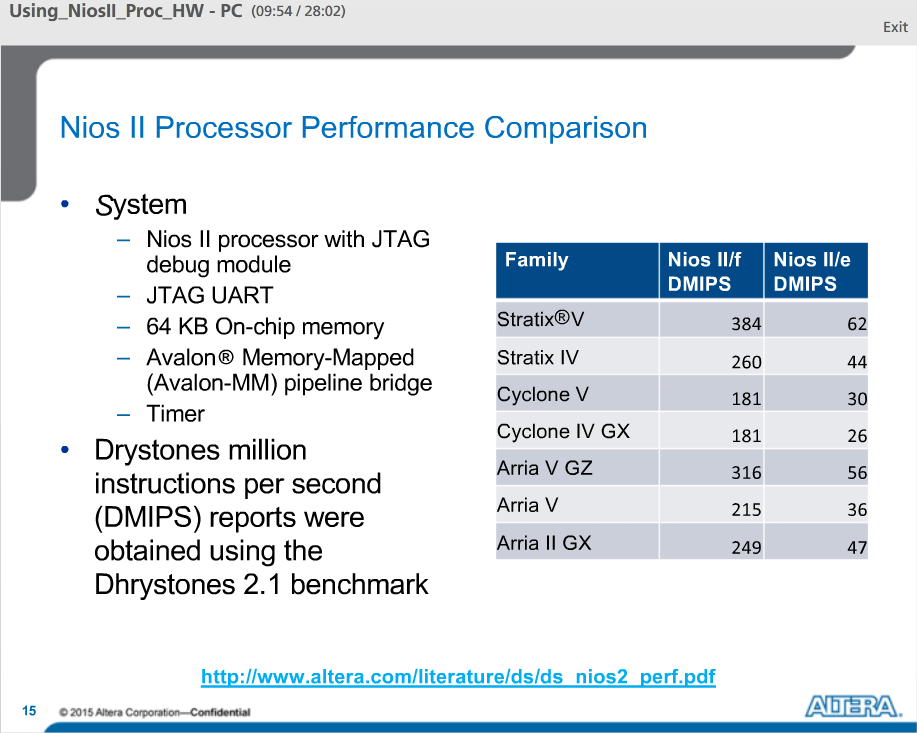 Using_NiosII_Proc_HW - PC (09:54 / 28:02)
Exit
Nios II Processor Performance Comparison
• System
– Nios II processor with JTAG
debug module
– JTAG UART
– 64 KB On-chip memory
– Avalon® Memory-Mapped
(Avalon-MM) pipeline bridge
– Timer
• Drystones million
instructions per second
(DMIPS) reports were
obtained using the
Dhrystones 2.1 benchmark
Family Nios II/f DMIPS Nios II/e DMIPS
Stratix®V 384 62
Stratix IV 260 44
Cyclone V 181 30
Cyclone IV GX 181 26
Arria V GZ 316 56
Arria V 215 36
Arria II GX 249 47
http://www.altera.com/literature/ds/ds_nios2_perf.pdf
15 © 2015 Altera Corporation—Confidential
ALTERA.